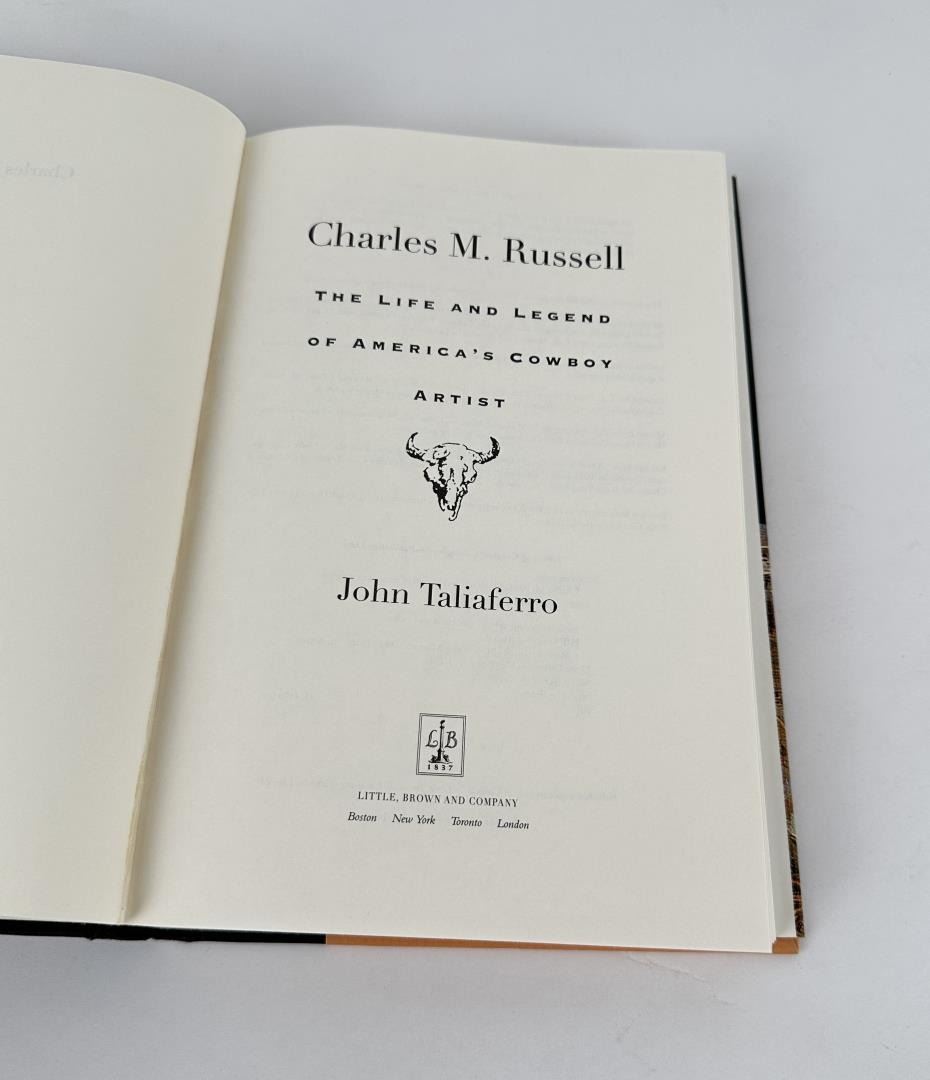 Charles
Charles M. Russell
THE LIFE AND LEGEND
OF AMERICA'S COWBOY
ARTIST
John Taliaferro
L B
1837
LITTLE, BROWN AND COMPANY
Boston New York Toronto London